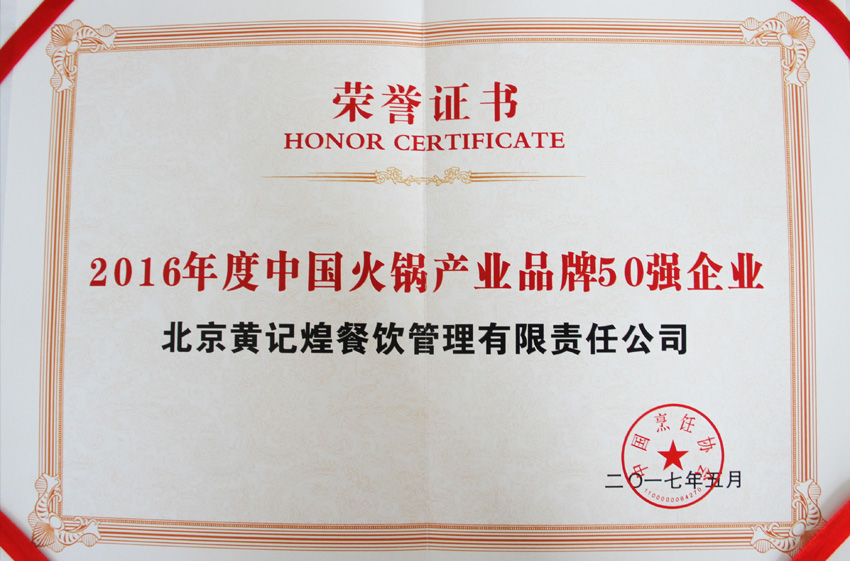 荣誉证书
HONOR CERTIFICATE
2016年度中国火锅产业品牌50强企业
北京黄记煌餐饮管理有限责任公司
中国烹饪协会
二〇一七年五月